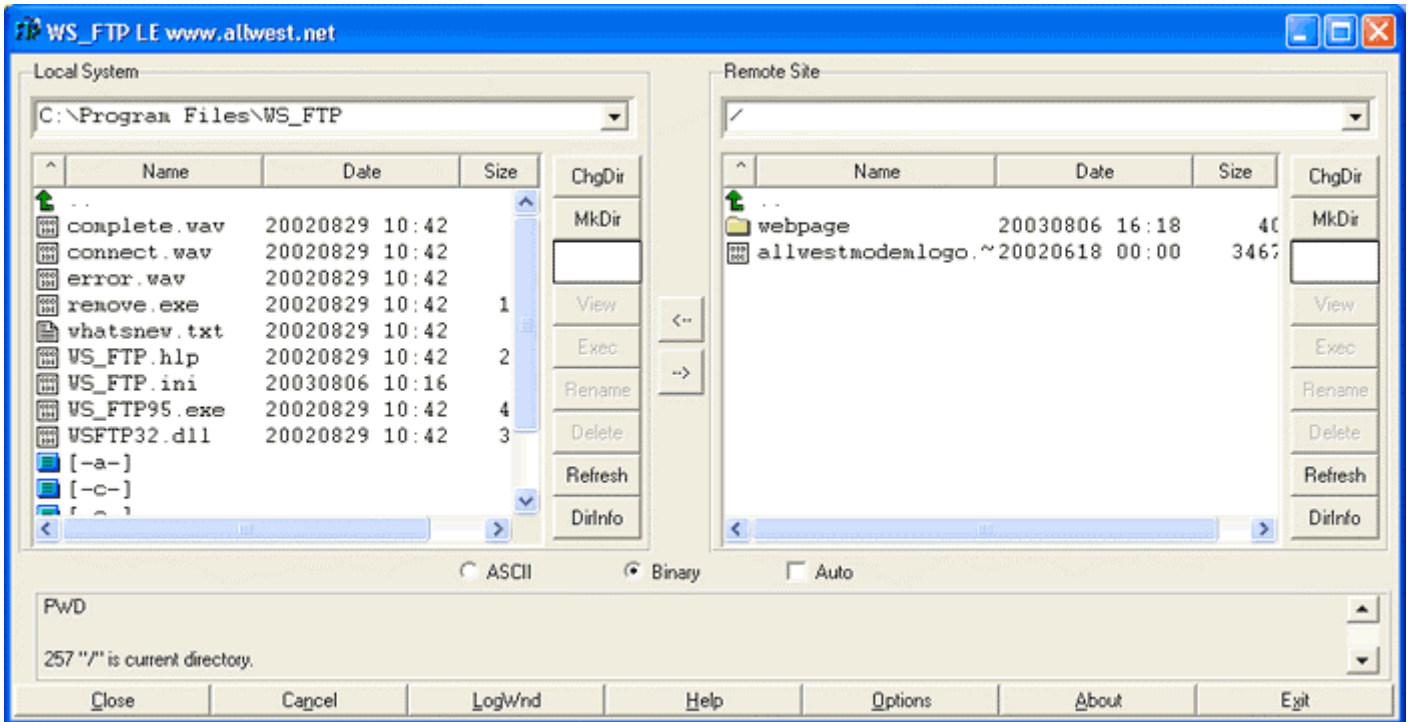 WS_FTP LE www.allwest.net
Local System
C:\Program Files\WS_FTP
^ Name Date Size
..
complete.wav 20020829 10:42
connect.wav 20020829 10:42
error.wav 20020829 10:42
remove.exe 20020829 10:42 1
whatsnew.txt 20020829 10:42
WS_FTP.hlp 20020829 10:42 2
WS_FTP.ini 20030806 10:16
WS_FTP95.exe 20020829 10:42 4
WSFTP32.dll 20020829 10:42 3
[-a-]
[-c-]
ChgDir
MkDir
View
Exec
Rename
Delete
Refresh
DirInfo
<--
-->
Remote Site
/
^ Name Date Size
..
webpage 20030806 16:18 40
allwestmodemlogo.~ 20020618 00:00 3467
ChgDir
MkDir
View
Exec
Rename
Delete
Refresh
DirInfo
ASCII Binary Auto
PWD
257 "/" is current directory.
Close Cancel LogWnd Help Options About Exit